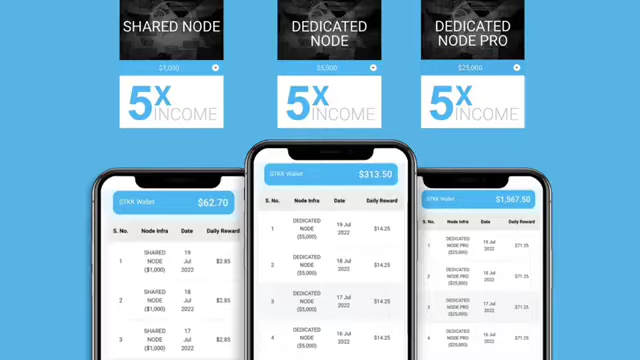 SHARED NODE
DEDICATED
NODE
DEDICATED
NODE PRO
$1,000
$5,000
$25,000
5X INCOME
5X INCOME
5X INCOME
STKK Wallet $62.70
S. No. Node Infra Date Daily Reward
1 SHARED NODE ($1,000) 19 Jul 2022 $2.85
2 SHARED NODE ($1,000) 18 Jul 2022 $2.85
3 SHARED NODE ($1,000) 17 Jul 2022 $2.85
STKK Wallet $313.50
S. No. Node Infra Date Daily Reward
1 DEDICATED NODE ($5,000) 19 Jul 2022 $14.25
2 DEDICATED NODE ($5,000) 18 Jul 2022 $14.25
3 DEDICATED NODE ($5,000) 17 Jul 2022 $14.25
4 DEDICATED NODE ($5,000) 16 Jul 2022 $14.25
STKK Wallet $1,567.50
S. No. Node Infra Date Daily Reward
1 DEDICATED NODE PRO ($25,000) 19 Jul 2022 $71.25
2 DEDICATED NODE PRO ($25,000) 18 Jul 2022 $71.25
3 DEDICATED NODE PRO ($25,000) 17 Jul 2022 $71.25
4 DEDICATED NODE PRO ($25,000) 16 Jul 2022 $71.25